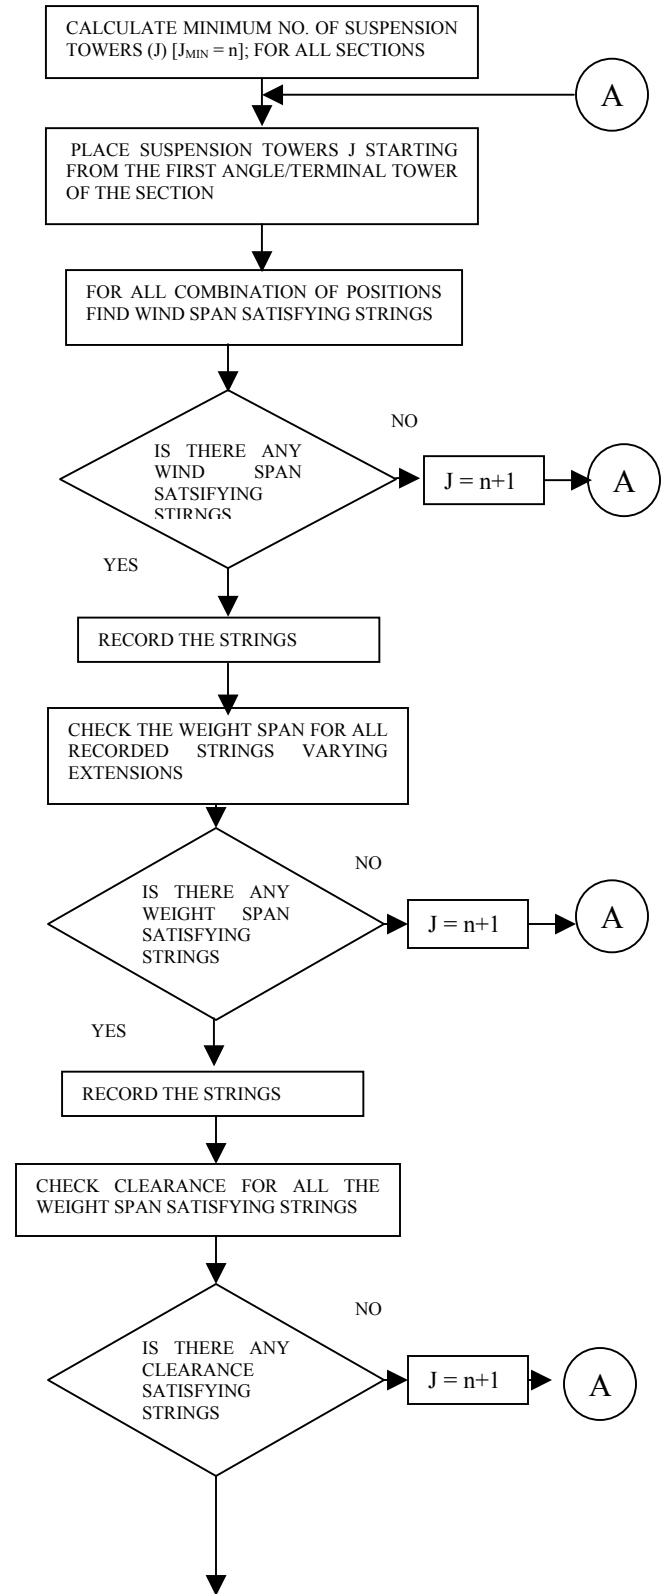 CALCULATE MINIMUM NO. OF SUSPENSION
TOWERS (J) [JMIN = n]; FOR ALL SECTIONS
A
PLACE SUSPENSION TOWERS J STARTING
FROM THE FIRST ANGLE/TERMINAL TOWER
OF THE SECTION
FOR ALL COMBINATION OF POSITIONS
FIND WIND SPAN SATISFYING STRINGS
NO
IS THERE ANY
WIND SPAN
SATSIFYING
STIRNGS
J = n+1
A
YES
RECORD THE STRINGS
CHECK THE WEIGHT SPAN FOR ALL
RECORDED STRINGS VARYING
EXTENSIONS
NO
IS THERE ANY
WEIGHT SPAN
SATISFYING
STRINGS
J = n+1
A
YES
RECORD THE STRINGS
CHECK CLEARANCE FOR ALL THE
WEIGHT SPAN SATISFYING STRINGS
NO
IS THERE ANY
CLEARANCE
SATISFYING
STRINGS
J = n+1
A